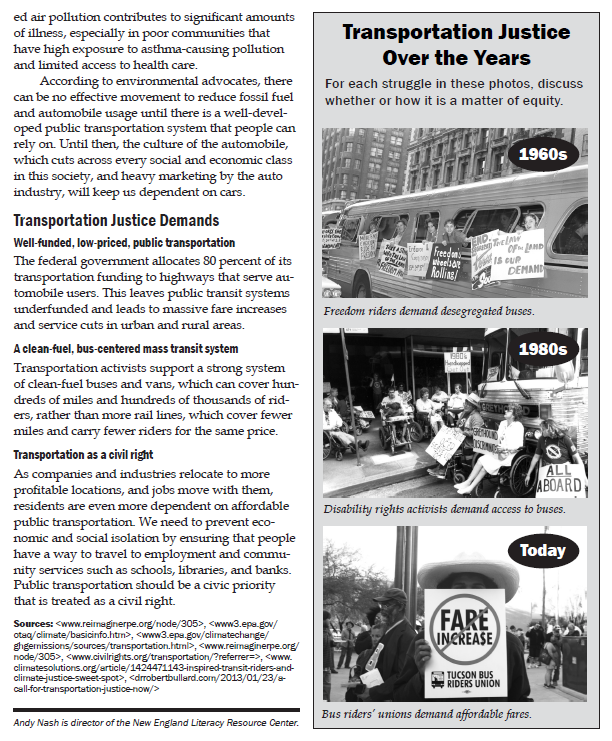 ed air pollution contributes to significant amounts
of illness, especially in poor communities that
have high exposure to asthma-causing pollution
and limited access to health care.
According to environmental advocates, there
can be no effective movement to reduce fossil fuel
and automobile usage until there is a well-devel-
oped public transportation system that people can
rely on. Until then, the culture of the automobile,
which cuts across every social and economic class
in this society, and heavy marketing by the auto
industry, will keep us dependent on cars.
Transportation Justice Demands
Well-funded, low-priced, public transportation
The federal government allocates 80 percent of its
transportation funding to highways that serve au-
tomobile users. This leaves public transit systems
underfunded and leads to massive fare increases
and service cuts in urban and rural areas.
A clean-fuel, bus-centered mass transit system
Transportation activists support a strong system
of clean-fuel buses and vans, which can cover hun-
dreds of miles and hundreds of thousands of rid-
ers, rather than more rail lines, which cover fewer
miles and carry fewer riders for the same price.
Transportation as a civil right
As companies and industries relocate to more
profitable locations, and jobs move with them,
residents are even more dependent on affordable
public transportation. We need to prevent eco-
nomic and social isolation by ensuring that people
have a way to travel to employment and commu-
nity services such as schools, libraries, and banks.
Public transportation should be a civic priority
that is treated as a civil right.
Sources: <www.reimaginerpe.org/node/305>, <www3.epa.gov/
otaq/climate/basicinfo.htm>, <www3.epa.gov/climatechange/
ghgemissions/sources/transportation.html>, <www.reimaginerpe.org/
node/305>, <www.civilrights.org/transportation/?referrer=>, <www.
climatesolutions.org/article/1424471143-inspired-transit-riders-and-
climate-justice-sweet-spot>, <drrobertbullard.com/2013/01/23/a-
call-for-transportation-justice-now/>
Andy Nash is director of the New England Literacy Resource Center.
Transportation Justice
Over the Years
For each struggle in these photos, discuss
whether or how it is a matter of equity.
1960s
Freedom's
wheels are
Rolling!
THE LAW
OF THE LAND
IS OUR
DEMAND
Freedom riders demand desegregated buses.
1980s
GREYHOUND
ALL
ABOARD
Disability rights activists demand access to buses.
Today
FARE
INCREASE
TUCSON BUS
RIDERS UNION
Bus riders' unions demand affordable fares.